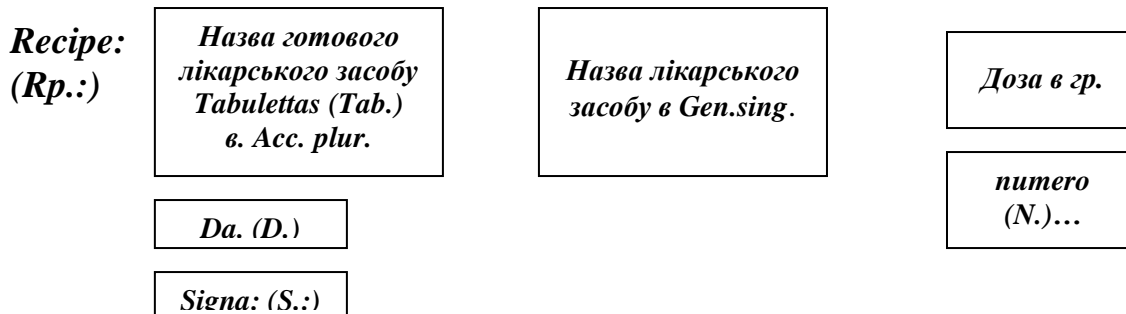 Recipe:
(Rp.:)
Назва готового
лікарського засобу
Tabulettas (Tab.)
в. Acc. plur.
Назва лікарського
засобу в Gen.sing.
Доза в гр.
numero
(N.)…
Da. (D.)
Signa: (S.:)